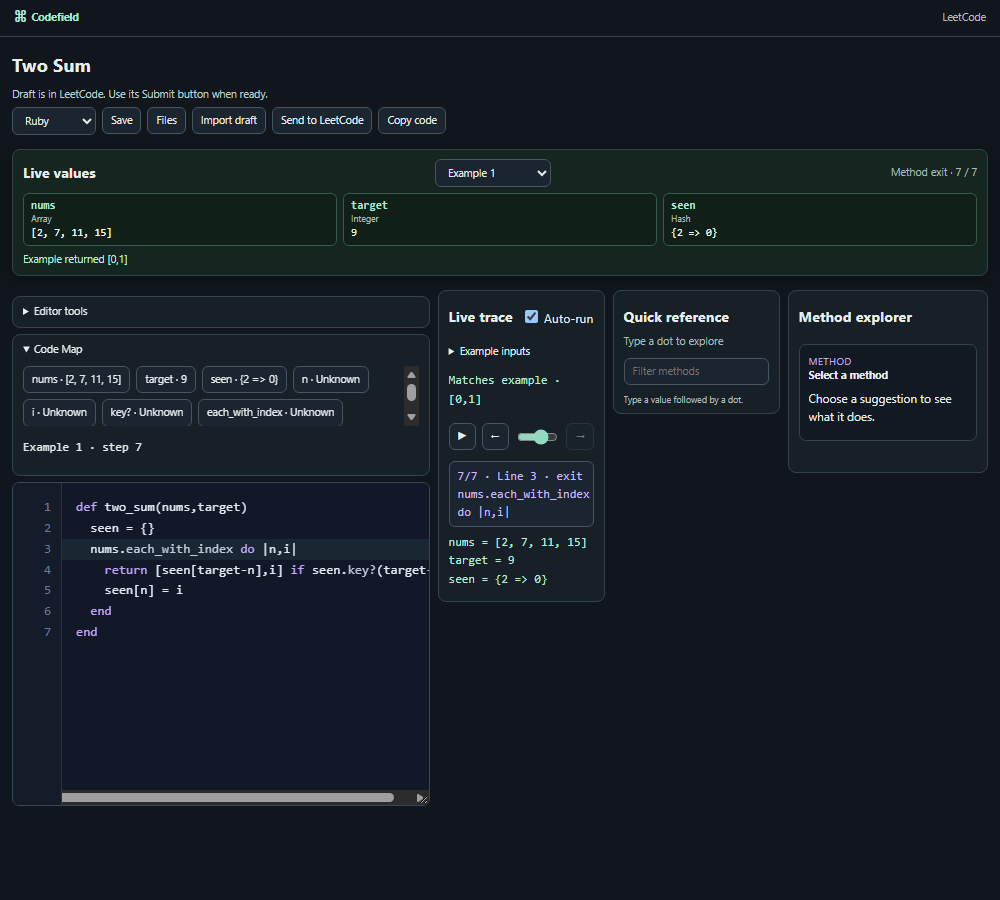 ⌘ Codefield
LeetCode
Two Sum
Draft is in LeetCode. Use its Submit button when ready.
Ruby
Save
Files
Import draft
Send to LeetCode
Copy code
Live values
Example 1
Method exit · 7 / 7
nums
Array
[2, 7, 11, 15]
target
Integer
9
seen
Hash
{2 => 0}
Example returned [0,1]
Editor tools
Code Map
nums · [2, 7, 11, 15]
target · 9
seen · {2 => 0}
n · Unknown
i · Unknown
key? · Unknown
each_with_index · Unknown
Example 1 · step 7
1 def two_sum(nums,target)
2 seen = {}
3 nums.each_with_index do |n,i|
4 return [seen[target-n],i] if seen.key?(target-
5 seen[n] = i
6 end
7 end
Live trace
Auto-run
Example inputs
Matches example ·
[0,1]
7/7 · Line 3 · exit
nums.each_with_index
do |n,i|
nums = [2, 7, 11, 15]
target = 9
seen = {2 => 0}
Quick reference
Type a dot to explore
Filter methods
Type a value followed by a dot.
Method explorer
METHOD
Select a method
Choose a suggestion to see
what it does.